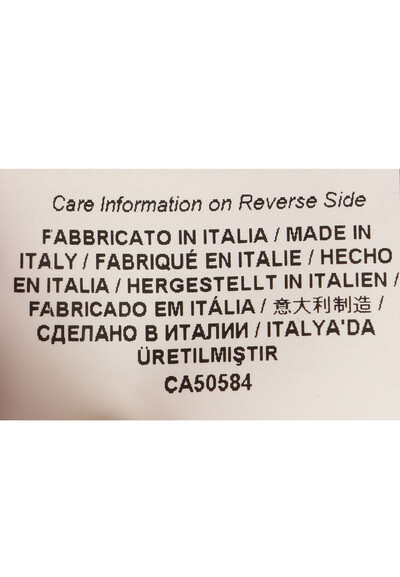 Care Information on Reverse Side
FABBRICATO IN ITALIA / MADE IN
ITALY / FABRIQUÉ EN ITALIE / HECHO
EN ITALIA / HERGESTELLT IN ITALIEN /
FABRICADO EM ITÁLIA / 意大利制造 /
СДЕЛАНО В ИТАЛИИ / ITALYA'DA
ÜRETILMIŞTIR
CA50584